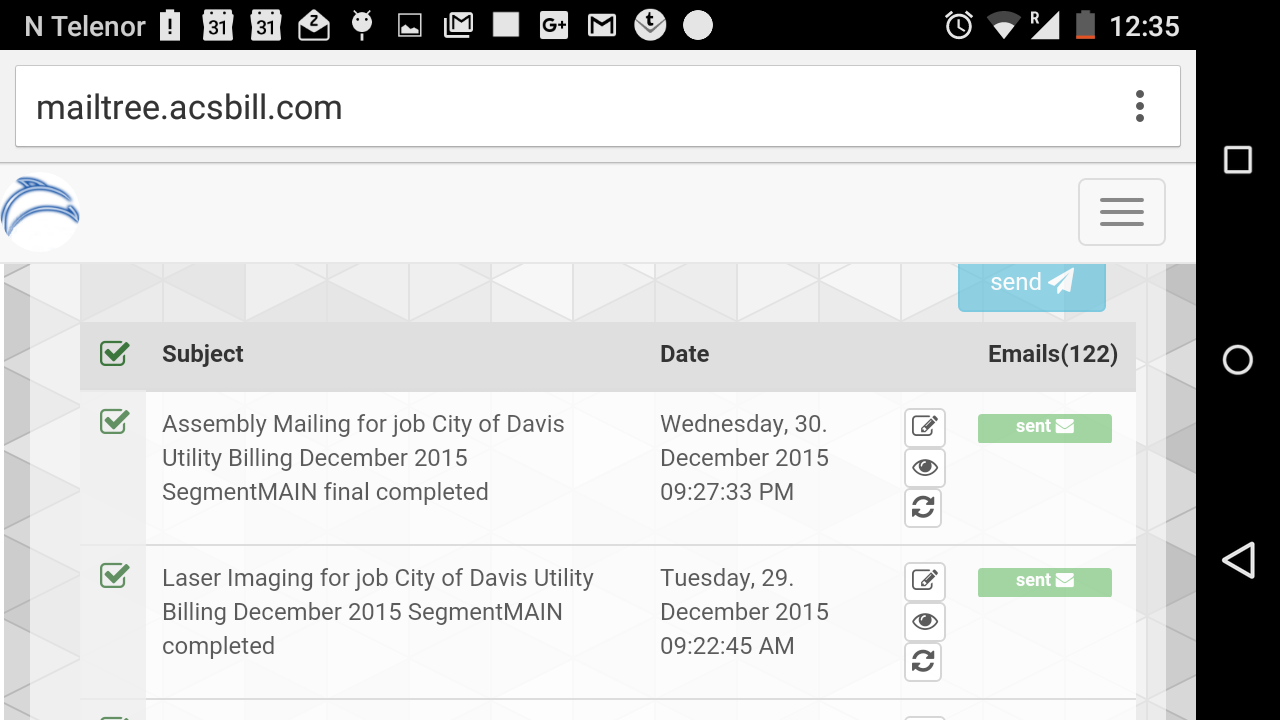 N Telenor 31 31 G+ t R 12:35
mailtree.acsbill.com
send
Subject Date Emails(122)
Assembly Mailing for job City of Davis
Utility Billing December 2015
SegmentMAIN final completed
Wednesday, 30.
December 2015
09:27:33 PM
sent
Laser Imaging for job City of Davis Utility
Billing December 2015 SegmentMAIN
completed
Tuesday, 29.
December 2015
09:22:45 AM
sent